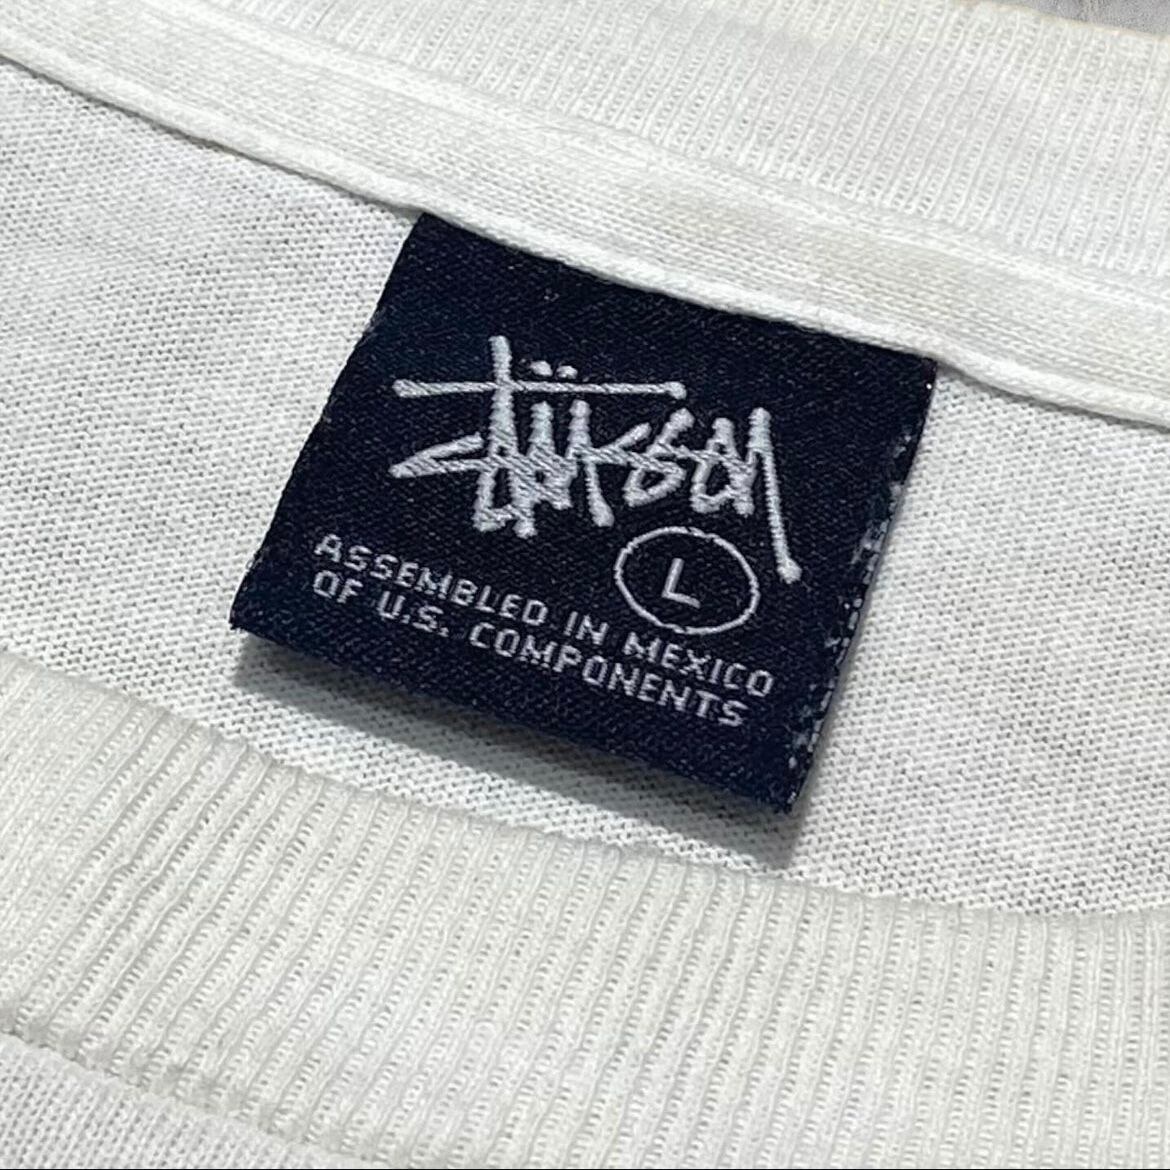 Stüssy
L
ASSEMBLED IN MEXICO
OF U.S. COMPONENTS